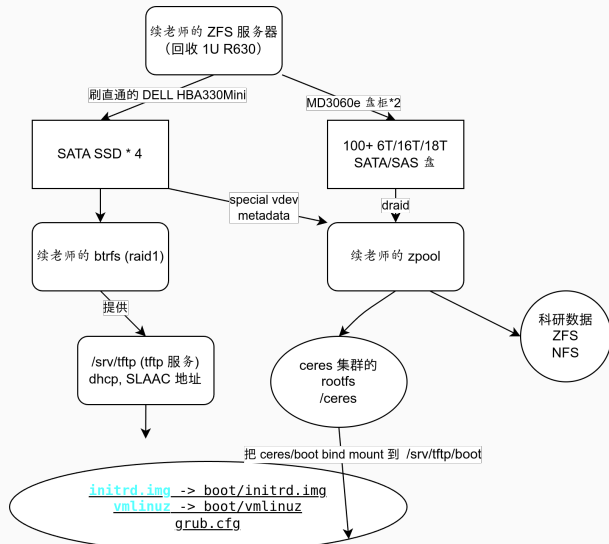 续老师的 ZFS 服务器
（回收 1U R630）
刷直通的 DELL HBA330Mini
MD3060e 盘柜*2
SATA SSD * 4
100+ 6T/16T/18T
SATA/SAS 盘
special vdev
metadata
draid
续老师的 btrfs (raid1)
续老师的 zpool
提供
/srv/tftp (tftp 服务)
dhcp, SLAAC 地址
ceres 集群的
rootfs
/ceres
科研数据
ZFS
NFS
把 ceres/boot bind mount 到 /srv/tftp/boot
initrd.img -> boot/initrd.img
vmlinuz -> boot/vmlinuz
grub.cfg